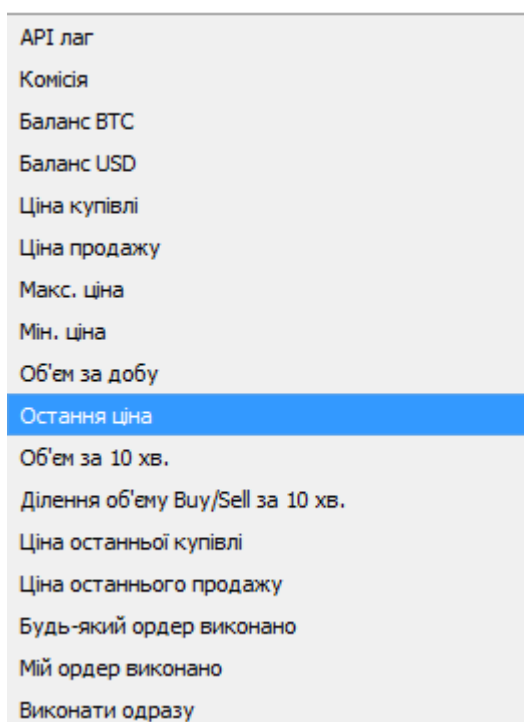 API лаг
Комісія
Баланс BTC
Баланс USD
Ціна купівлі
Ціна продажу
Макс. ціна
Мін. ціна
Об'єм за добу
Остання ціна
Об'єм за 10 хв.
Ділення об'єму Buy/Sell за 10 хв.
Ціна останньої купівлі
Ціна останнього продажу
Будь-який ордер виконано
Мій ордер виконано
Виконати одразу